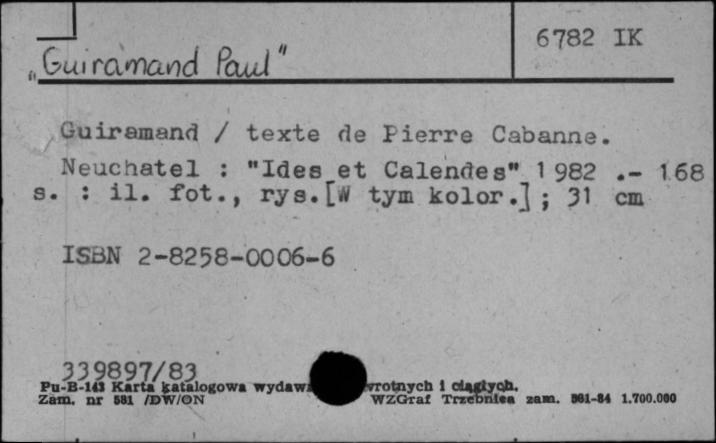 6782 IK
„Guiramand Paul"
Guiramand / texte de Pierre Cabanne.
Neuchatel : "Ides et Calendes" 1982 .- 168
s. : il. fot., rys.[W tym kolor.] ; 31 cm
ISBN 2-8258-0006-6
339897/83
Pu-B-143 Karta katalogowa wydaw rotnych i ciągłych.
Zam. nr 581 /DW/ON WZGraf Trzebnica zam. 561-84 1.700.000